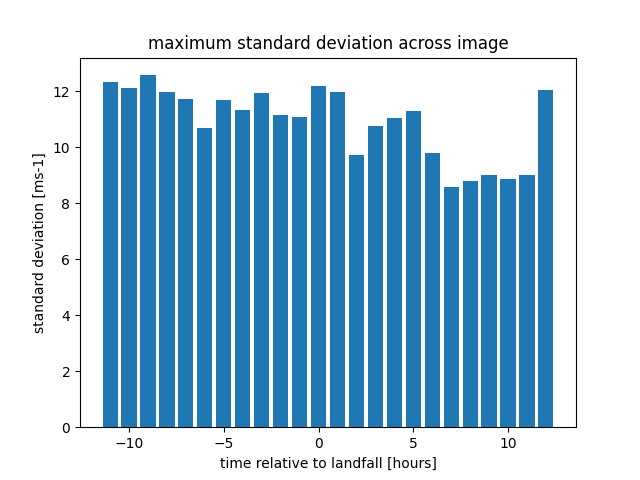 maximum standard deviation across image
standard deviation [ms-1]
12
10
8
6
4
2
0
−10 −5 0 5 10
time relative to landfall [hours]